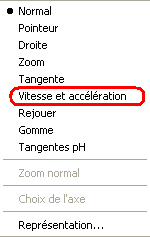 Normal
Pointeur
Droite
Zoom
Tangente
Vitesse et accélération
Rejouer
Gomme
Tangentes pH
Zoom normal
Choix de l'axe
Représentation...